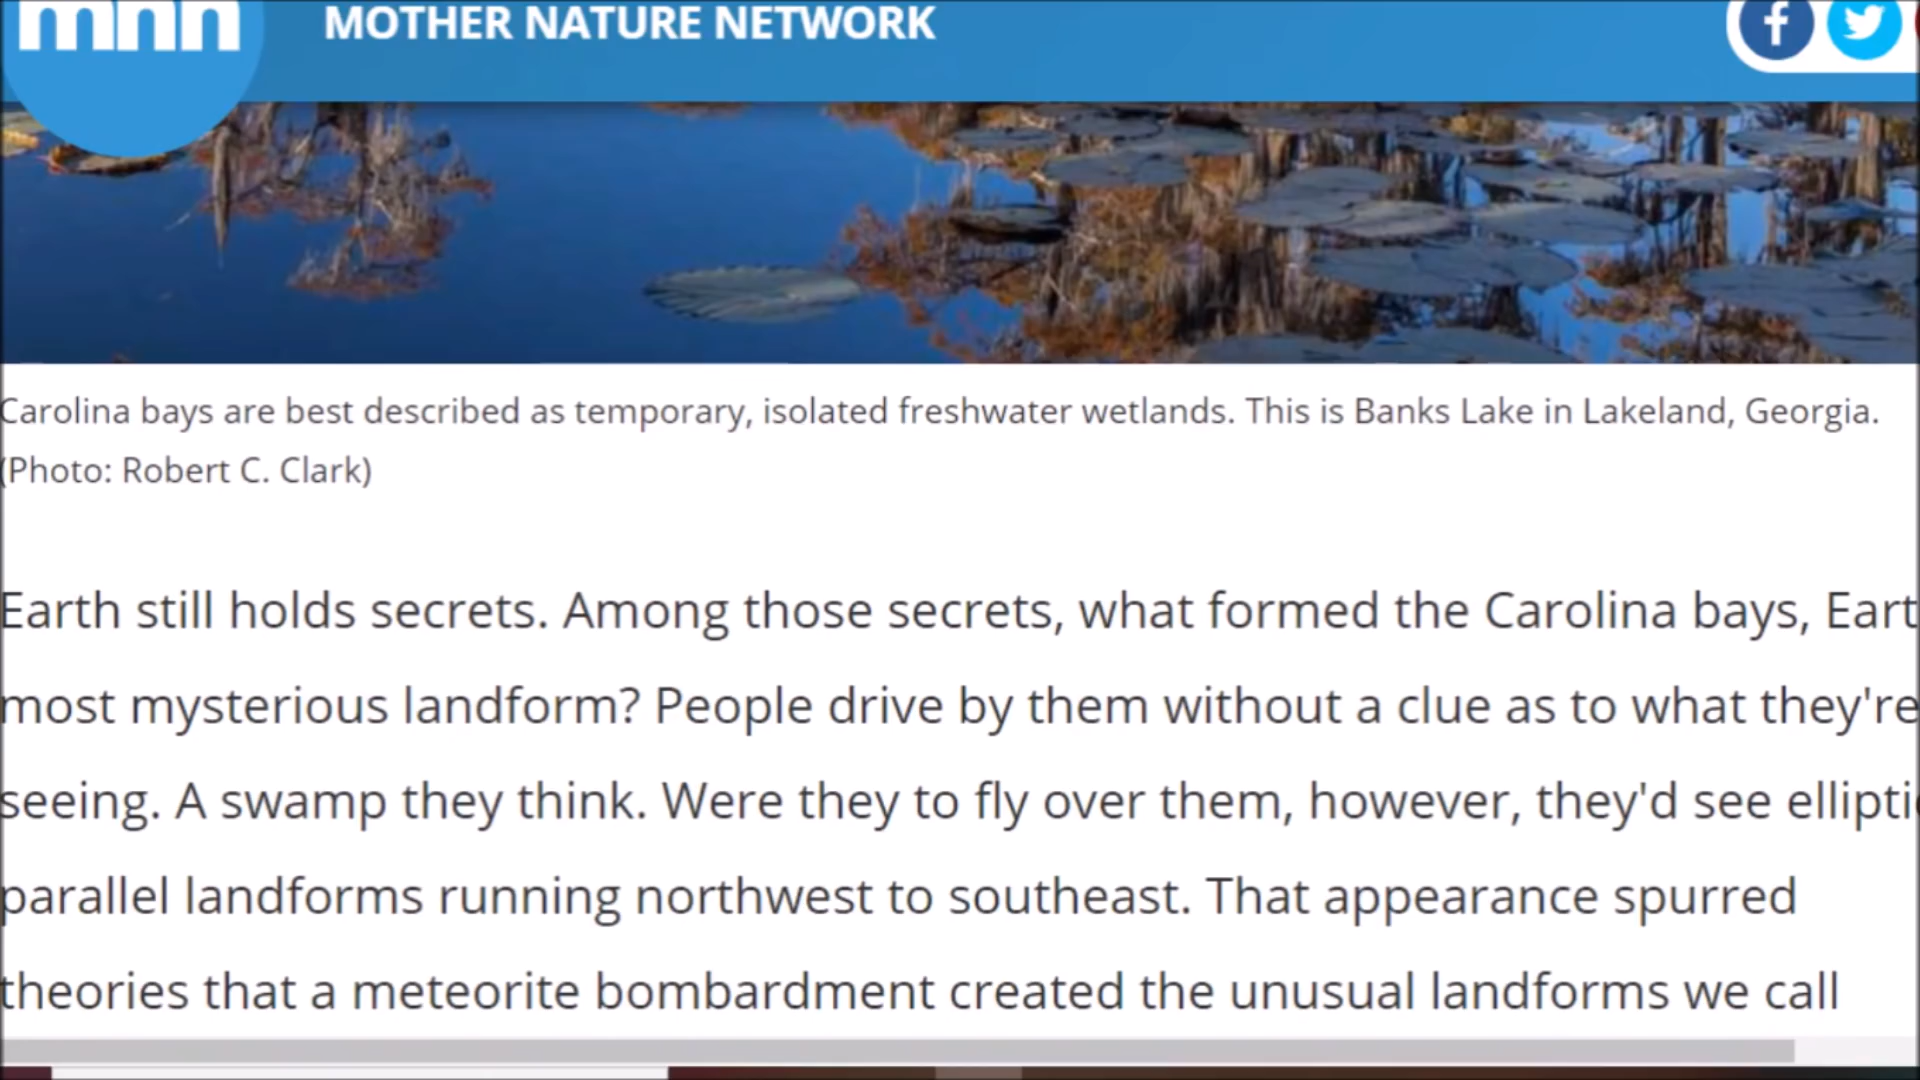 mnn
MOTHER NATURE NETWORK
Carolina bays are best described as temporary, isolated freshwater wetlands. This is Banks Lake in Lakeland, Georgia.
(Photo: Robert C. Clark)
Earth still holds secrets. Among those secrets, what formed the Carolina bays, Eart
most mysterious landform? People drive by them without a clue as to what they're
seeing. A swamp they think. Were they to fly over them, however, they'd see ellipti
parallel landforms running northwest to southeast. That appearance spurred
theories that a meteorite bombardment created the unusual landforms we call